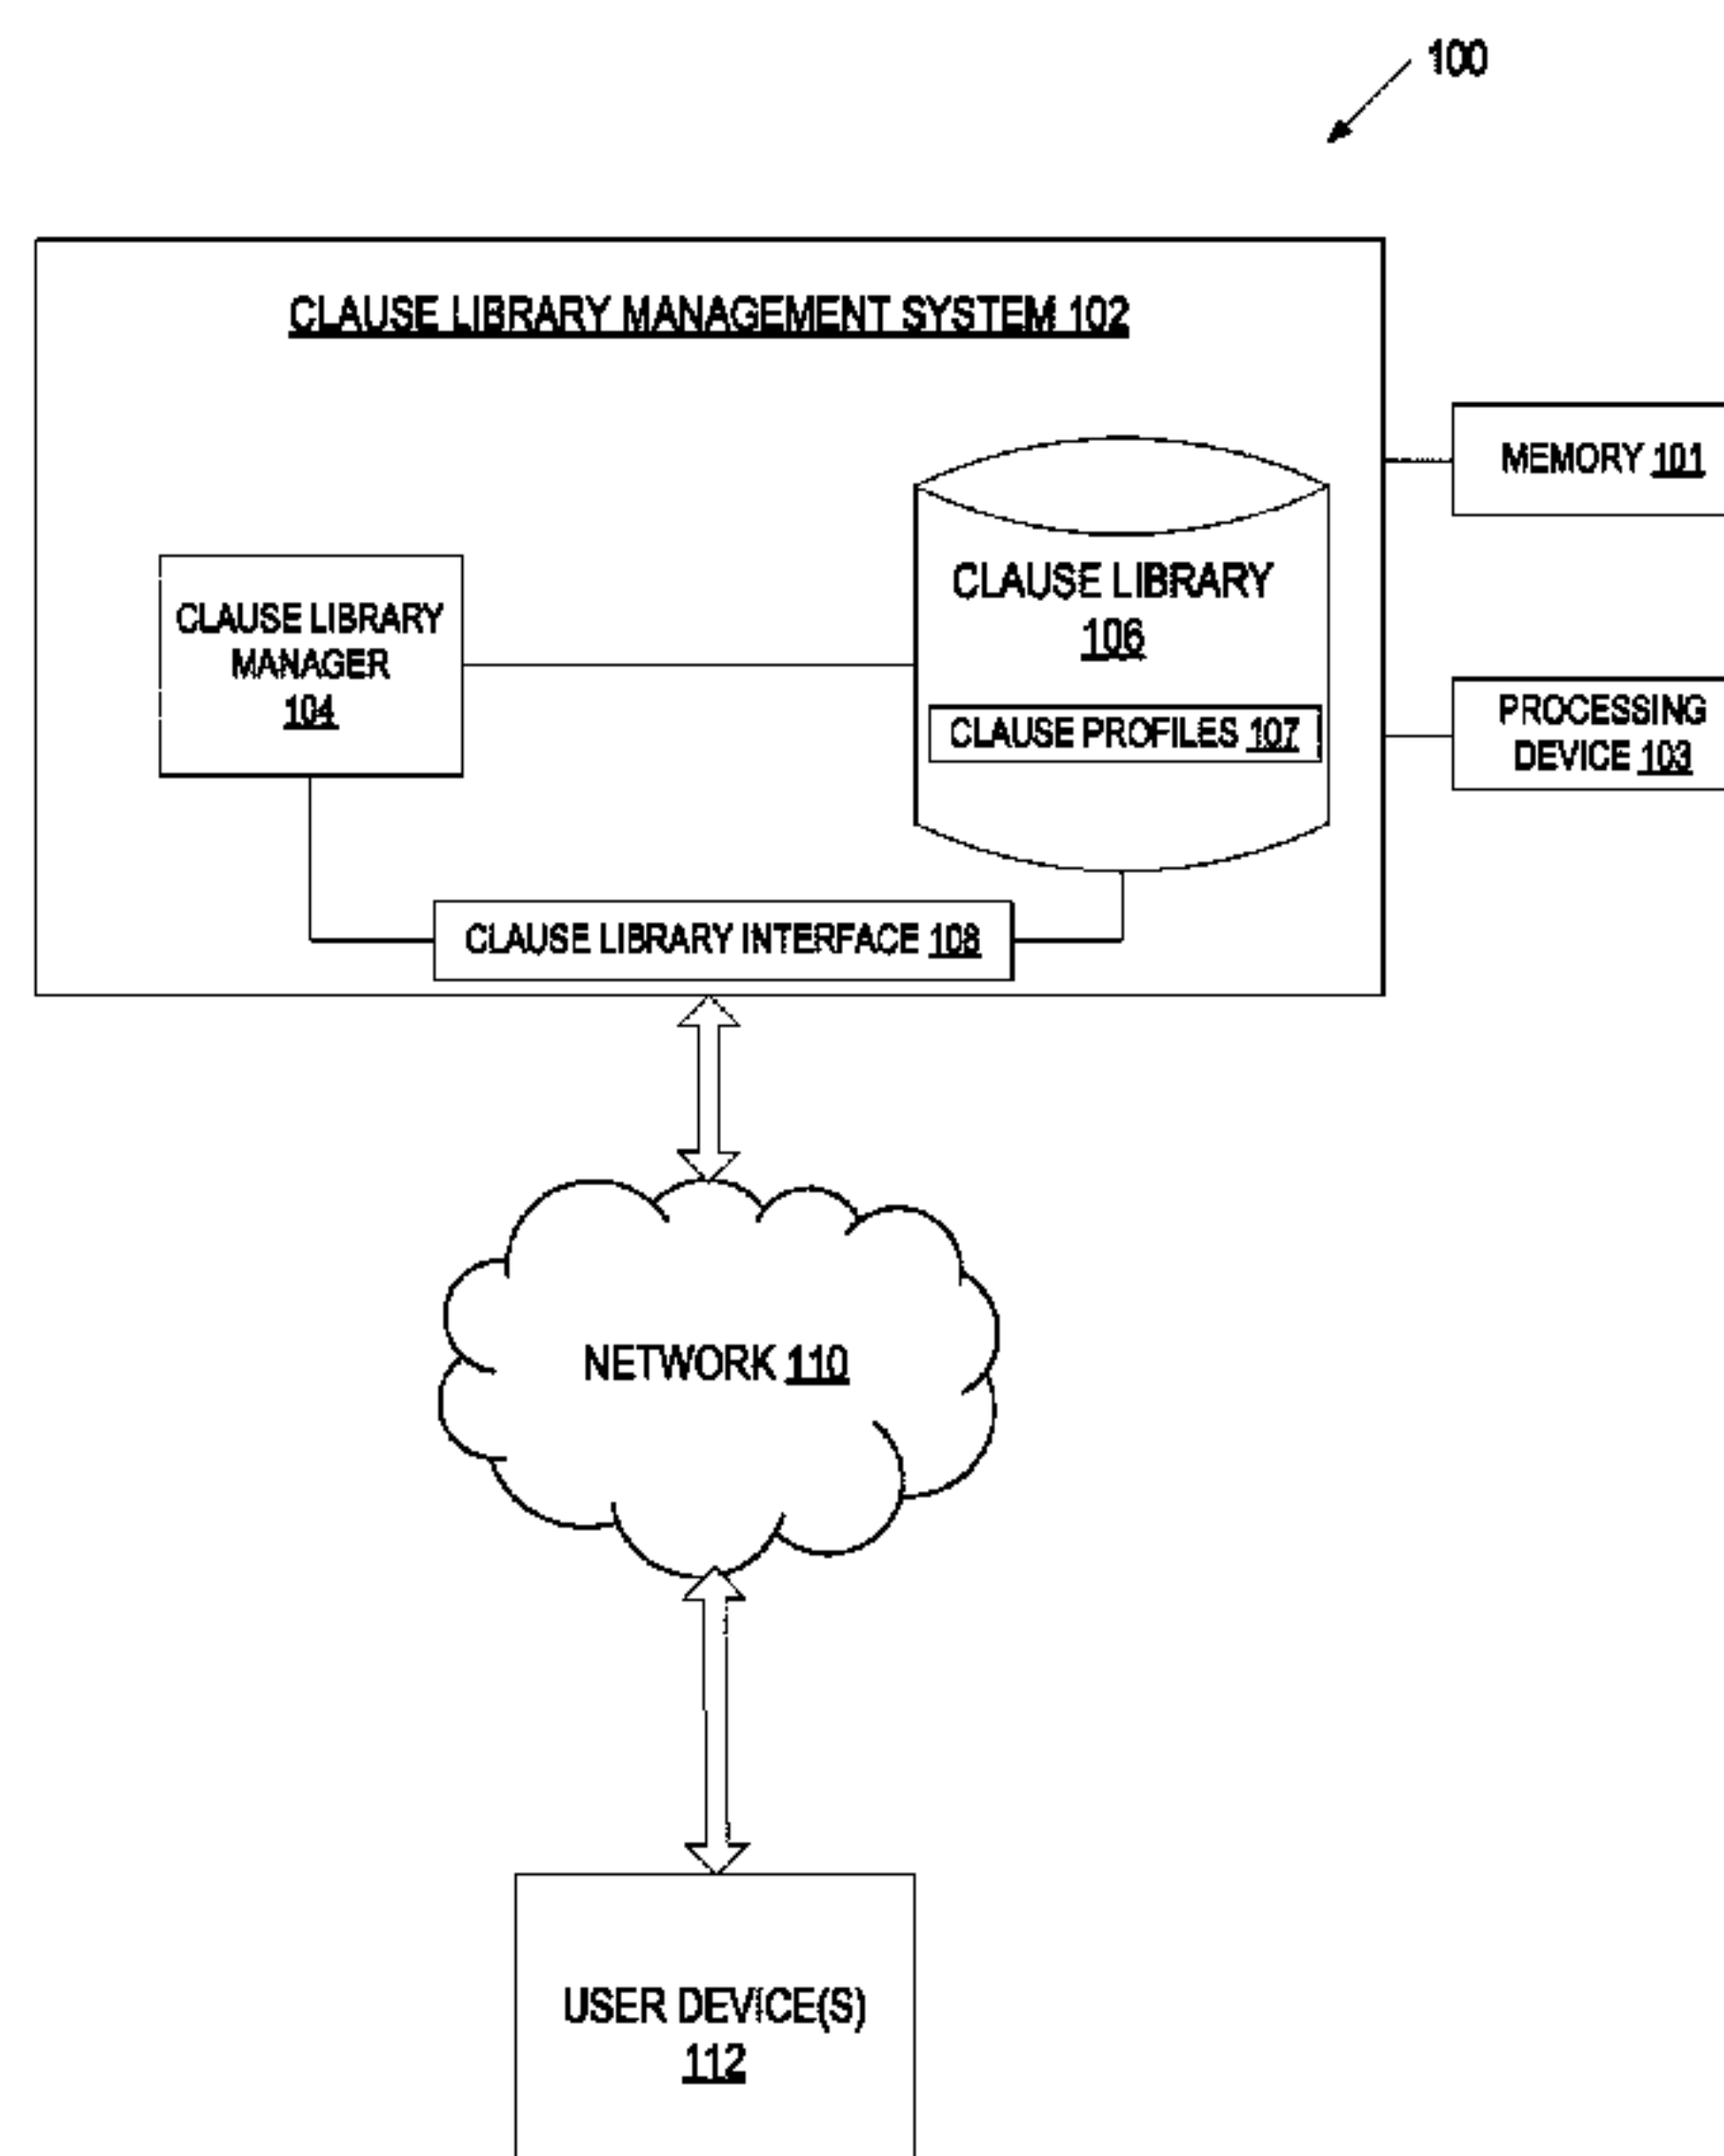 100
CLAUSE LIBRARY MANAGEMENT SYSTEM 102
MEMORY 101
CLAUSE LIBRARY
106
CLAUSE LIBRARY
MANAGER
104
CLAUSE PROFILES 107
PROCESSING
DEVICE 103
CLAUSE LIBRARY INTERFACE 108
NETWORK 110
USER DEVICE(S)
112